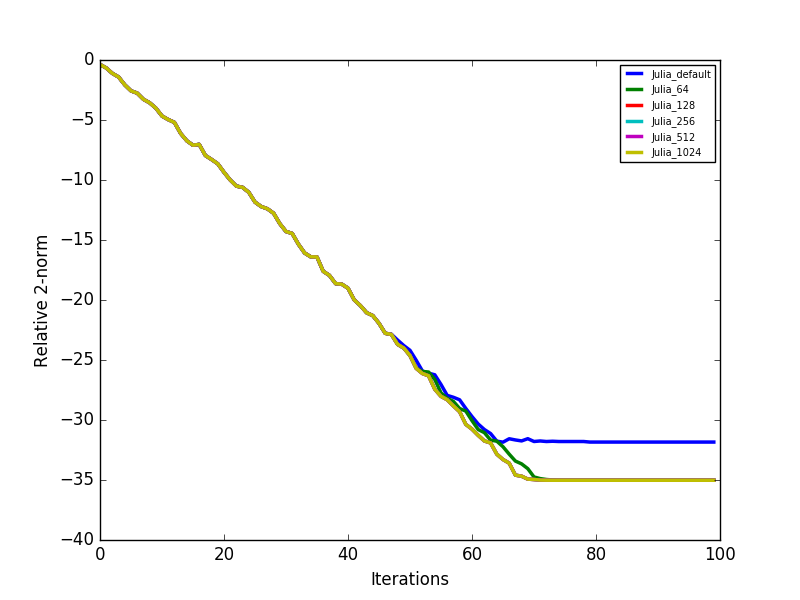 0
−5
−10
−15
−20
−25
−30
−35
−40
0 20 40 60 80 100
Relative 2-norm
Iterations
Julia_default
Julia_64
Julia_128
Julia_256
Julia_512
Julia_1024